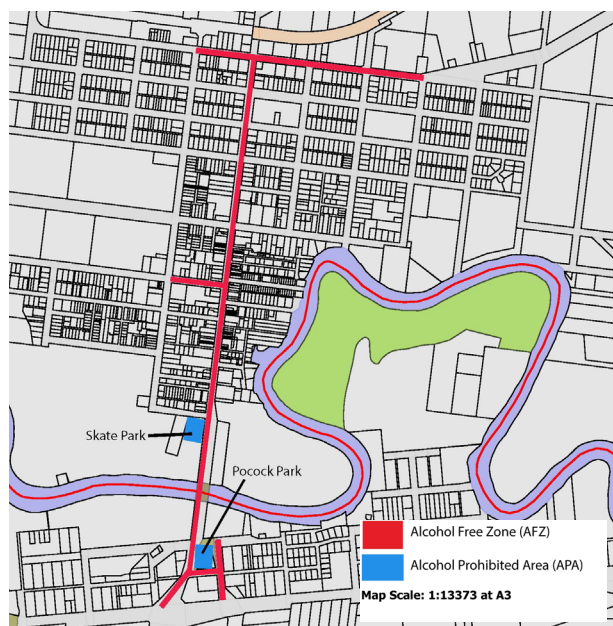 Skate Park
Pocock Park
Alcohol Free Zone (AFZ)
Alcohol Prohibited Area (APA)
Map Scale: 1:13373 at A3